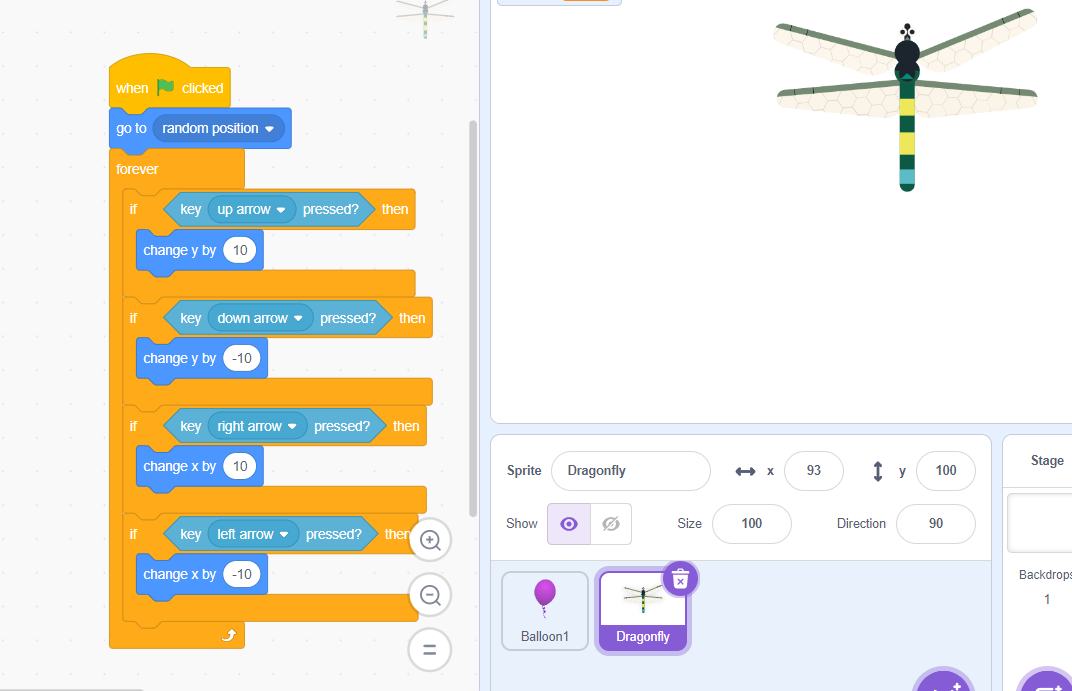 when clicked
go to random position
forever
if key up arrow pressed? then
change y by 10
if key down arrow pressed? then
change y by -10
if key right arrow pressed? then
change x by 10
if key left arrow pressed? then
change x by -10
Sprite Dragonfly x 93 y 100
Show Size 100 Direction 90
Balloon1
Dragonfly
Stage
Backdrops
1